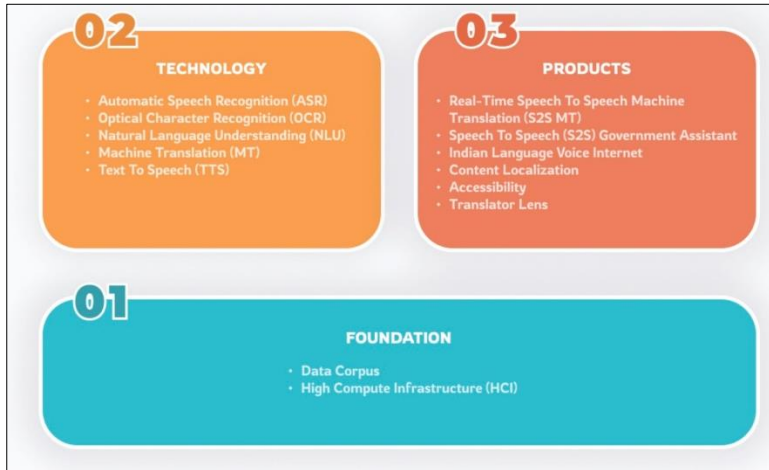 02
TECHNOLOGY
• Automatic Speech Recognition (ASR)
• Optical Character Recognition (OCR)
• Natural Language Understanding (NLU)
• Machine Translation (MT)
• Text To Speech (TTS)
03
PRODUCTS
• Real-Time Speech To Speech Machine
Translation (S2S MT)
• Speech To Speech (S2S) Government Assistant
• Indian Language Voice Internet
• Content Localization
• Accessibility
• Translator Lens
01
FOUNDATION
• Data Corpus
• High Compute Infrastructure (HCI)